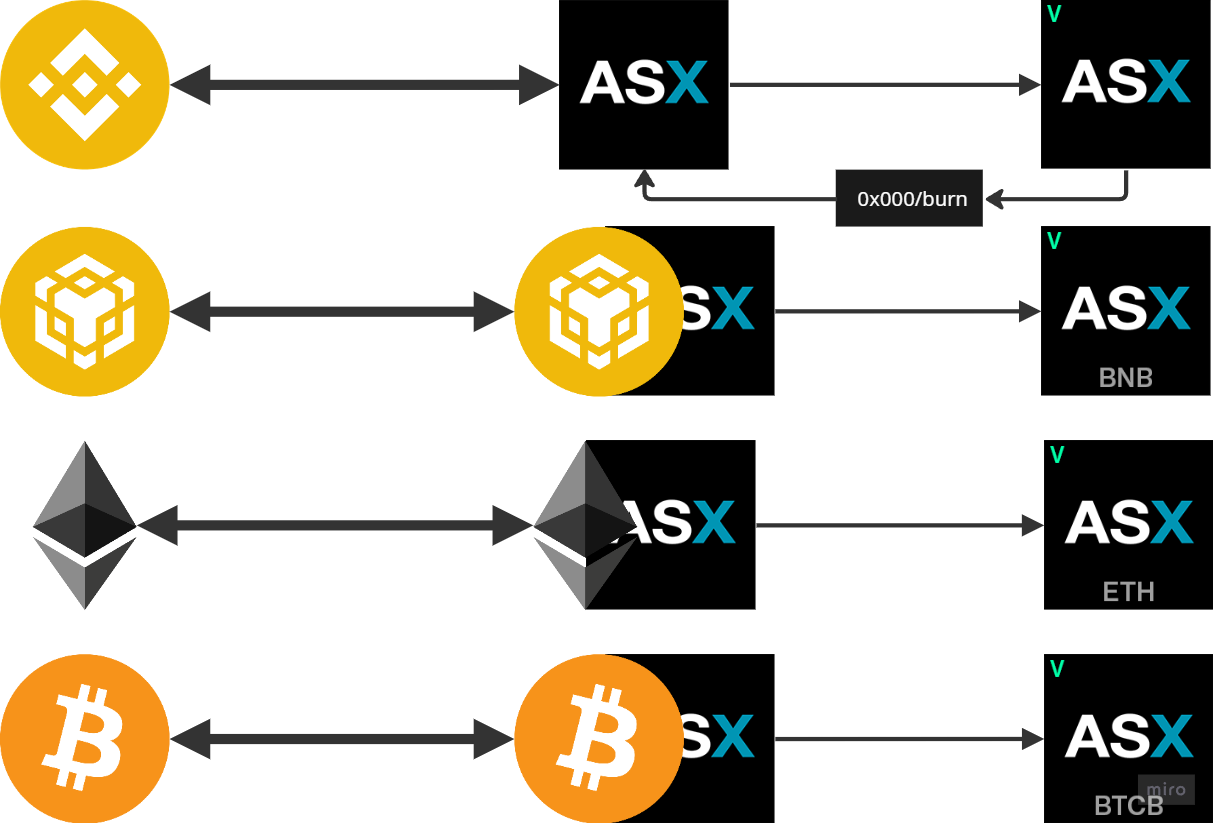 ASX
V
ASX
0x000/burn
SX
V
ASX
BNB
ASX
V
ASX
ETH
SX
V
ASX
miro
BTCB